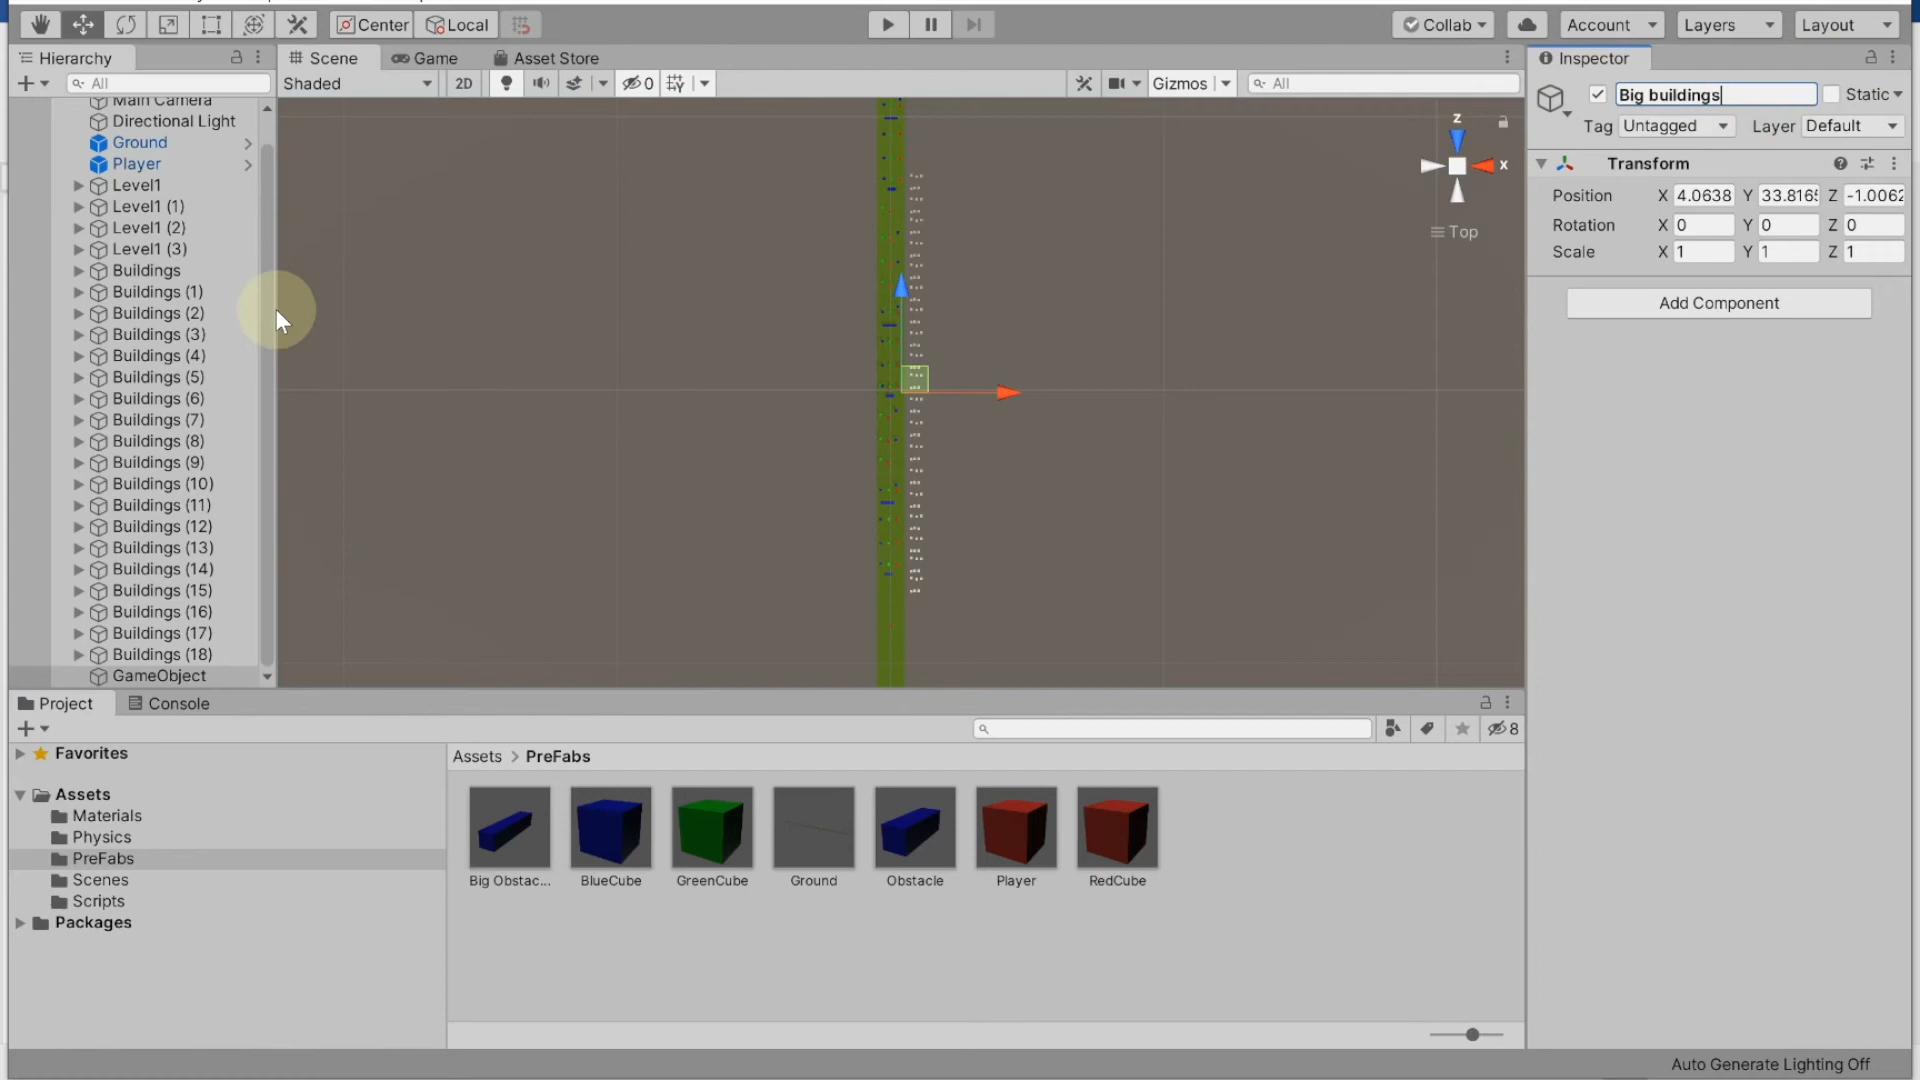 Center
Local
Collab
Account
Layers
Layout
Hierarchy
Scene
Game
Asset Store
Inspector
All
Shaded
2D
0
Gizmos
All
Big buildings
Static
Tag Untagged
Layer Default
Main Camera
Directional Light
Ground
Player
Level1
Level1 (1)
Level1 (2)
Level1 (3)
Buildings
Buildings (1)
Buildings (2)
Buildings (3)
Buildings (4)
Buildings (5)
Buildings (6)
Buildings (7)
Buildings (8)
Buildings (9)
Buildings (10)
Buildings (11)
Buildings (12)
Buildings (13)
Buildings (14)
Buildings (15)
Buildings (16)
Buildings (17)
Buildings (18)
GameObject
z
x
Top
Transform
Position X 4.0638 Y 33.816 Z -1.0062
Rotation X 0 Y 0 Z 0
Scale X 1 Y 1 Z 1
Add Component
Project
Console
8
Favorites
Assets
Materials
Physics
PreFabs
Scenes
Scripts
Packages
Assets > PreFabs
Big Obstac...
BlueCube
GreenCube
Ground
Obstacle
Player
RedCube
Auto Generate Lighting Off